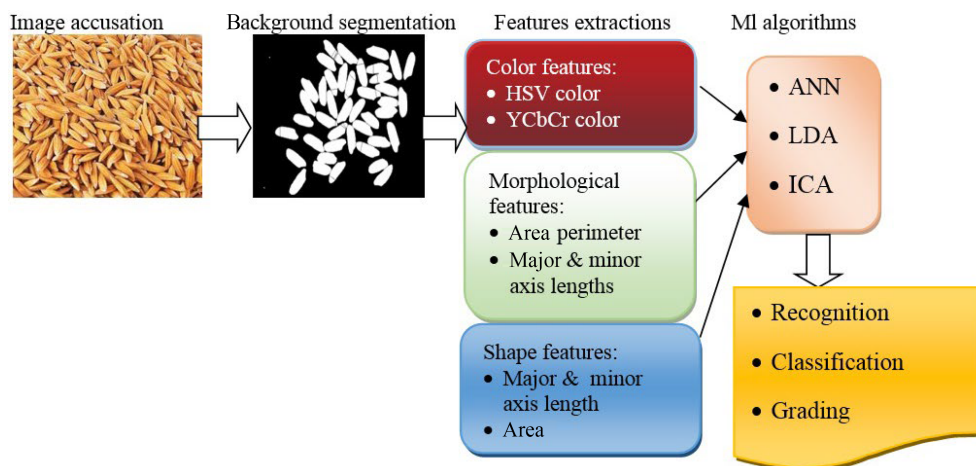 Image accusation
Background segmentation
Features extractions
Ml algorithms
Color features:
• HSV color
• YCbCr color
Morphological
features:
• Area perimeter
• Major & minor
axis lengths
Shape features:
• Major & minor
axis length
• Area
• ANN
• LDA
• ICA
• Recognition
• Classification
• Grading